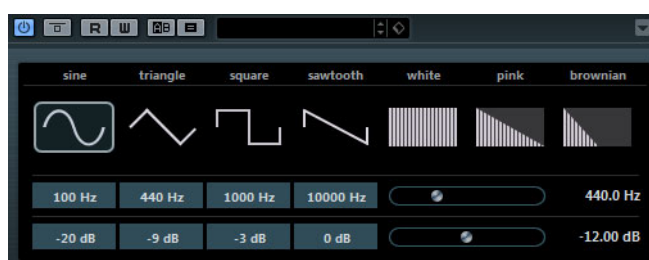 R W AB
sine triangle square sawtooth white pink brownian
100 Hz 440 Hz 1000 Hz 10000 Hz 440.0 Hz
-20 dB -9 dB -3 dB 0 dB -12.00 dB